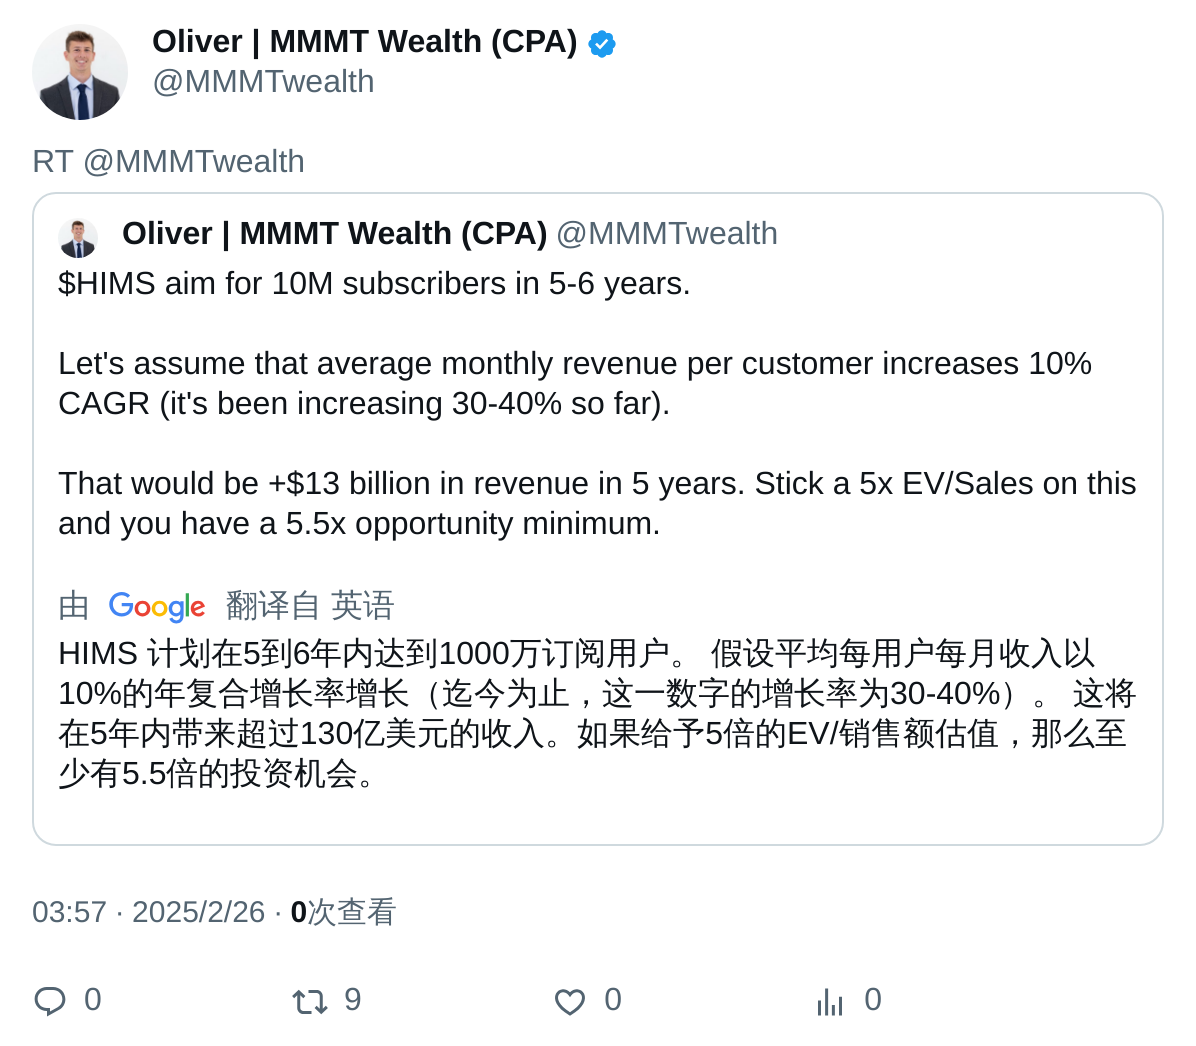 Oliver | MMMT Wealth (CPA)
@MMMTwealth
RT @MMMTwealth
Oliver | MMMT Wealth (CPA) @MMMTwealth
$HIMS aim for 10M subscribers in 5-6 years.
Let's assume that average monthly revenue per customer increases 10%
CAGR (it's been increasing 30-40% so far).
That would be +$13 billion in revenue in 5 years. Stick a 5x EV/Sales on this
and you have a 5.5x opportunity minimum.
由 Google 翻译自 英语
HIMS 计划在5到6年内达到1000万订阅用户。 假设平均每用户每月收入以
10%的年复合增长率增长（迄今为止，这一数字的增长率为30-40%）。 这将
在5年内带来超过130亿美元的收入。如果给予5倍的EV/销售额估值，那么至
少有5.5倍的投资机会。
03:57 · 2025/2/26 · 0次查看
0 9 0 0